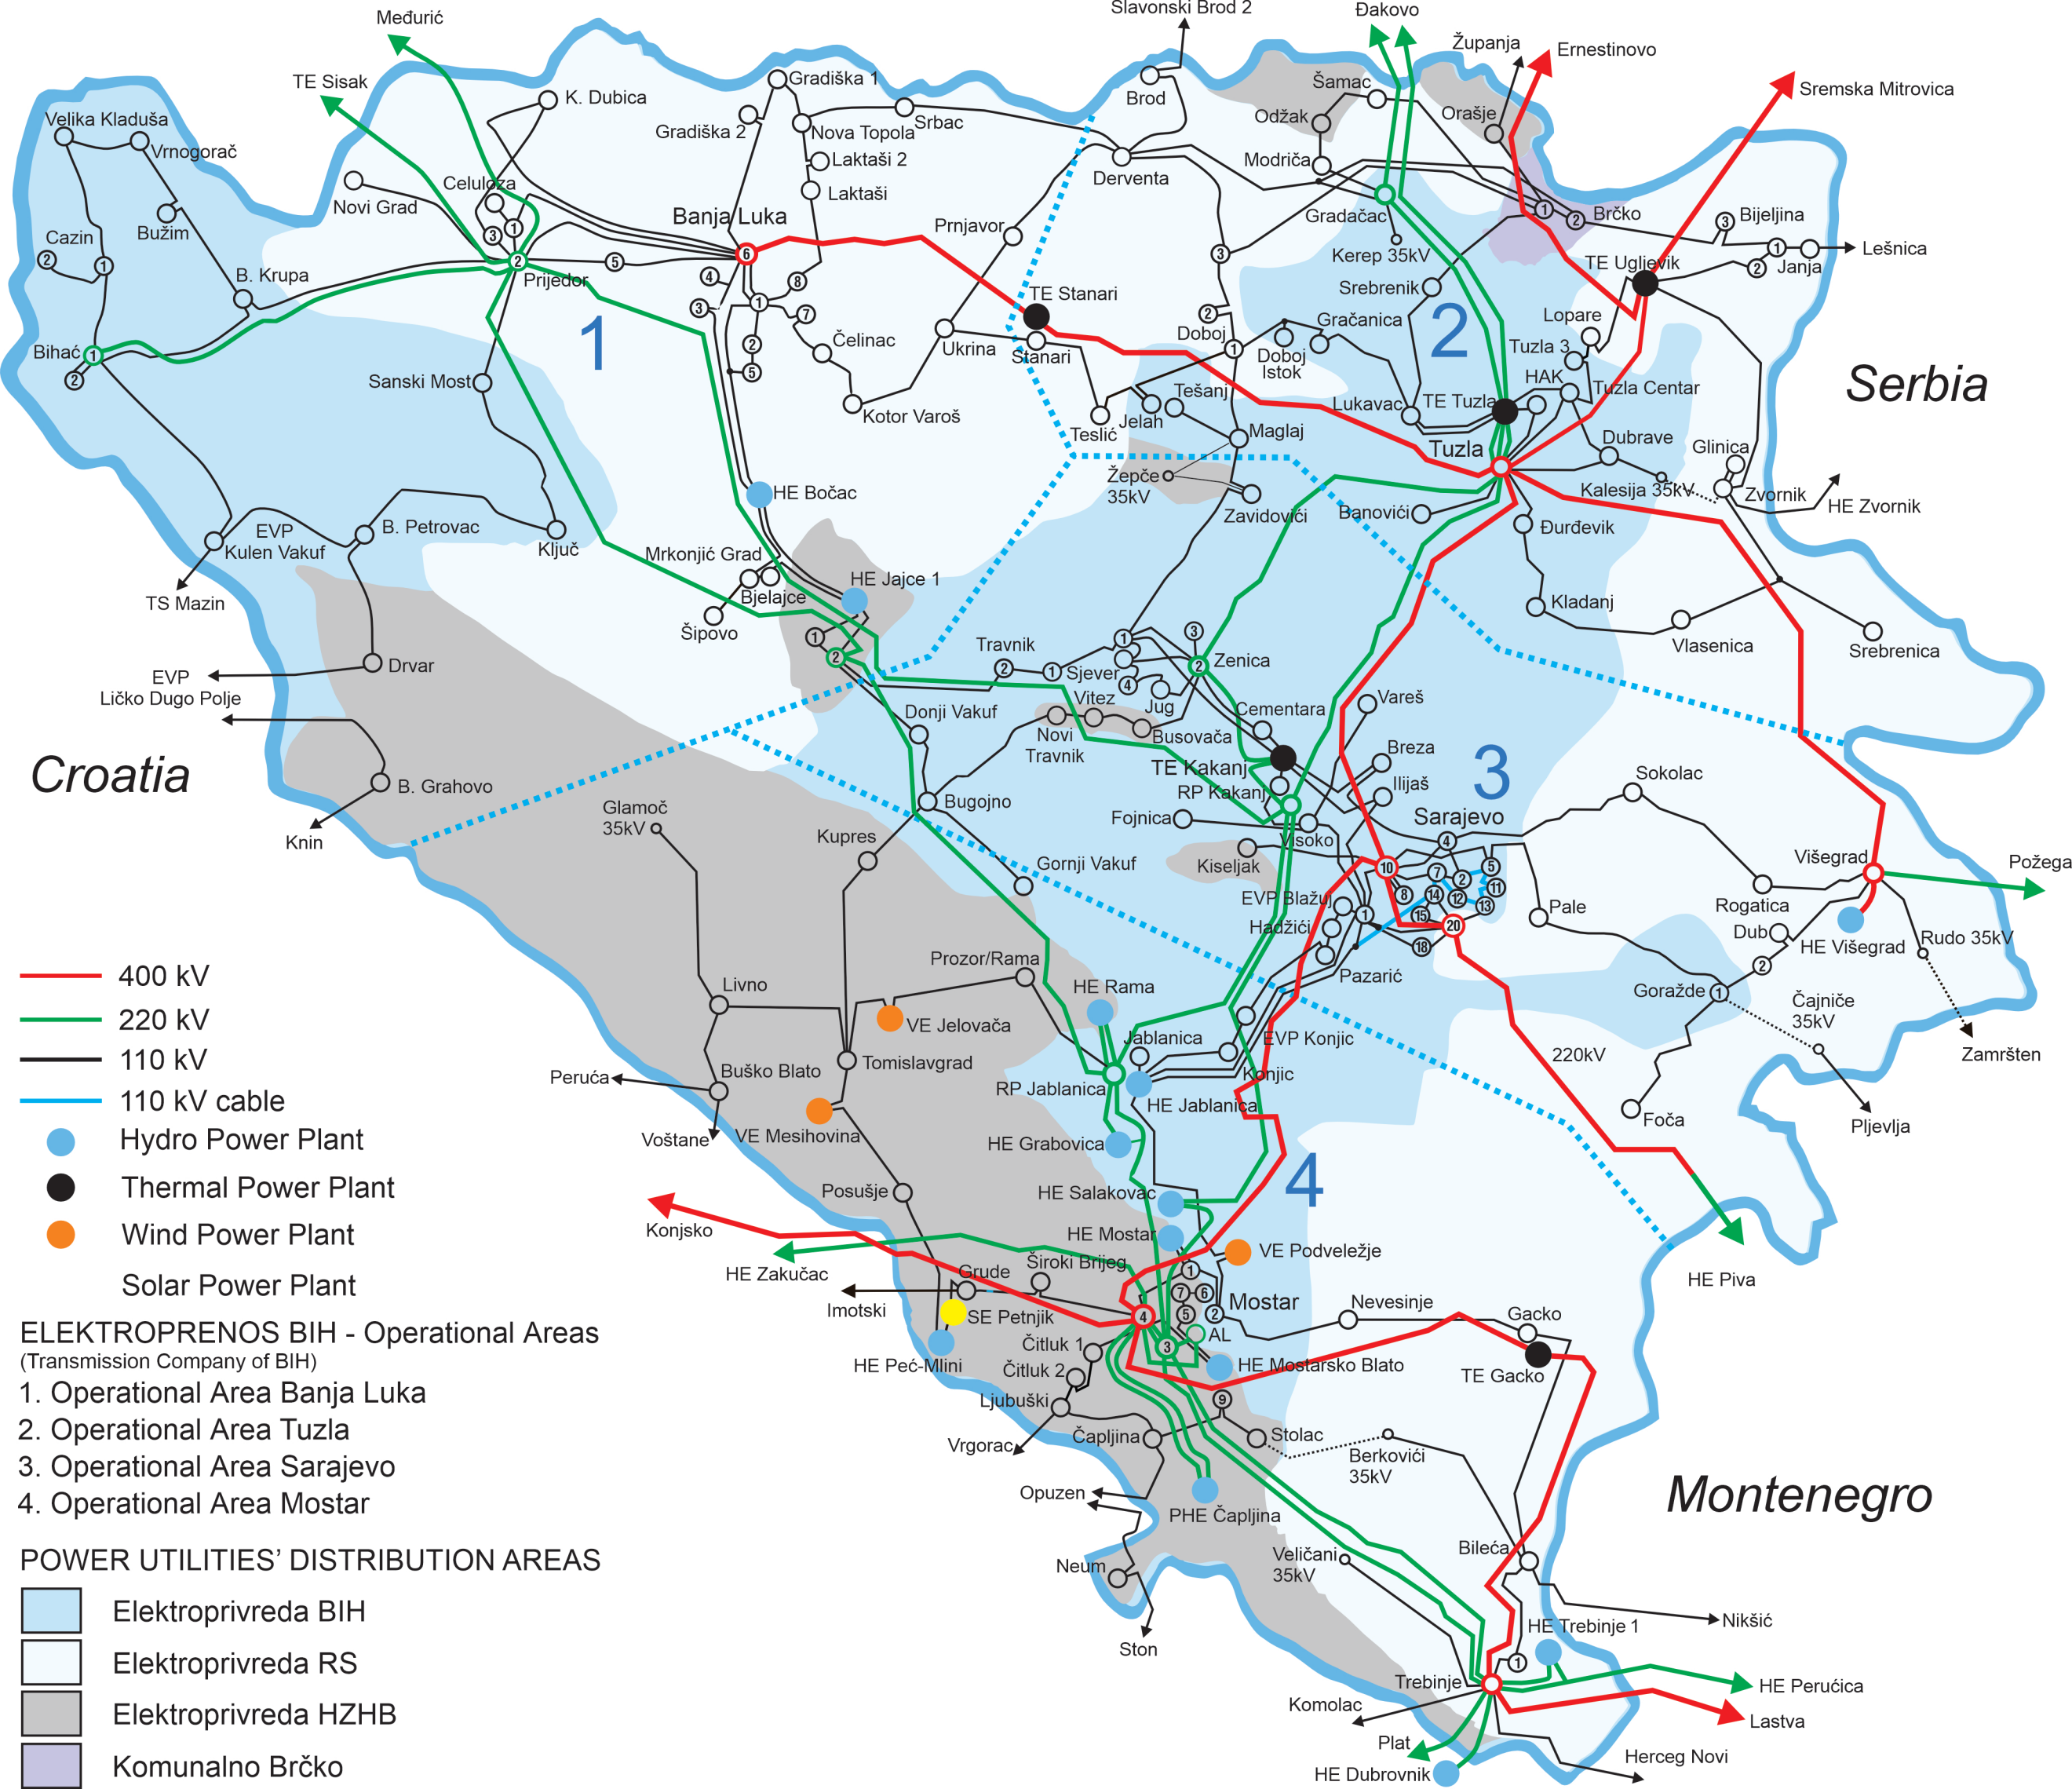 Međurić
Slavonski Brod 2
Đakovo
Županja
Ernestinovo
TE Sisak
K. Dubica
Gradiška 1
Brod
Šamac
Sremska Mitrovica
Velika Kladuša
Vrnogorač
Gradiška 2
Nova Topola
Srbac
Odžak
Orašje
Laktaši 2
Modriča
Celuloza
Novi Grad
Laktaši
Derventa
Bužim
Banja Luka
Prnjavor
Gradačac
Brčko
Bijeljina
Cazin
Lešnica
Kerep 35kV
TE Ugljevik
Janja
B. Krupa
Prijedor
Srebrenik
TE Stanari
Lopare
1
2
Gračanica
Doboj
Bihać
Čelinac
Ukrina
Stanari
Doboj
Istok
Tuzla 3
Serbia
Sanski Most
HAK
Tuzla Centar
Tešanj
Lukavac
TE Tuzla
Kotor Varoš
Teslić
Jelah
Maglaj
Dubrave
Tuzla
Glinica
Žepče
35kV
HE Bočac
Kalesija 35kV
Zvornik
HE Zvornik
Zavidovići
Banovići
Đurđevik
EVP
Kulen Vakuf
B. Petrovac
Ključ
Mrkonjić Grad
HE Jajce 1
TS Mazin
Bjelajce
Kladanj
Šipovo
Vlasenica
Srebrenica
Travnik
Sjever
Zenica
Drvar
EVP
Ličko Dugo Polje
Vitez
Jug
Vareš
Donji Vakuf
Cementara
Novi
Travnik
Busovača
Breza
3
Croatia
TE Kakanj
Ilijaš
Sokolac
B. Grahovo
RP Kakanj
Bugojno
Glamoč
35kV
Fojnica
Sarajevo
Knin
Kupres
Visoko
Višegrad
Požega
Gornji Vakuf
Kiseljak
EVP Blažuj
Rogatica
Pale
Hadžići
Dub
HE Višegrad
Rudo 35kV
Prozor/Rama
Pazarić
400 kV
Livno
HE Rama
Goražde
Čajniče
35kV
220 kV
VE Jelovača
Jablanica
EVP Konjic
Zamršten
110 kV
Tomislavgrad
220kV
Peruća
Buško Blato
RP Jablanica
Konjic
110 kV cable
HE Jablanica
Foča
Pljevlja
Hydro Power Plant
Voštane
VE Mesihovina
HE Grabovica
4
Thermal Power Plant
Posušje
HE Salakovac
Wind Power Plant
Konjsko
HE Mostar
VE Podveležje
Solar Power Plant
HE Zakučac
Široki Brijeg
Grude
HE Piva
Imotski
Mostar
Nevesinje
Gacko
SE Petnjik
ELEKTROPRENOS BIH - Operational Areas
(Transmission Company of BIH)
AL
Čitluk 1
HE Peć-Mlini
HE Mostarsko Blato
TE Gacko
Čitluk 2
1. Operational Area Banja Luka
Ljubuški
2. Operational Area Tuzla
Vrgorac
Čapljina
Stolac
Berkovići
35kV
3. Operational Area Sarajevo
4. Operational Area Mostar
Opuzen
PHE Čapljina
Montenegro
POWER UTILITIES’ DISTRIBUTION AREAS
Neum
Veličani
35kV
Bileća
Elektroprivreda BIH
Ston
HE Trebinje 1
Nikšić
Elektroprivreda RS
Trebinje
HE Perućica
Elektroprivreda HZHB
Komolac
Lastva
Plat
Komunalno Brčko
HE Dubrovnik
Herceg Novi